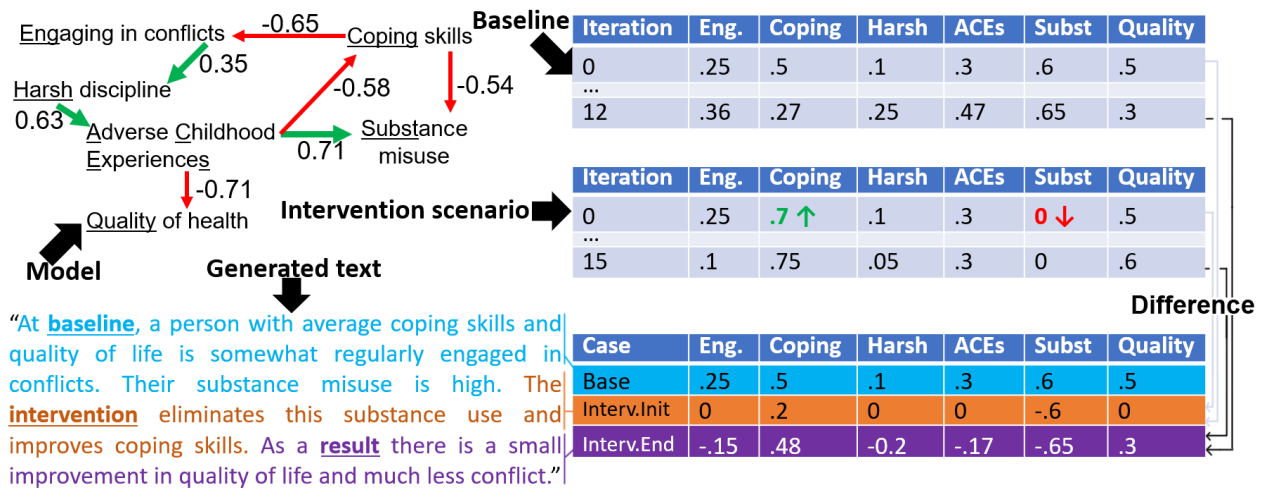 Engaging in conflicts
-0.65
Coping skills
0.35
-0.58
-0.54
Harsh discipline
0.63
Adverse Childhood
Experiences
0.71
Substance
misuse
-0.71
Quality of health
Model
Generated text
Baseline
Iteration Eng. Coping Harsh ACEs Subst Quality
0 .25 .5 .1 .3 .6 .5
...
12 .36 .27 .25 .47 .65 .3
Intervention scenario
Iteration Eng. Coping Harsh ACEs Subst Quality
0 .25 .7 ↑ .1 .3 0 ↓ .5
...
15 .1 .75 .05 .3 0 .6
Difference
Case Eng. Coping Harsh ACEs Subst Quality
Base .25 .5 .1 .3 .6 .5
Interv.Init 0 .2 0 0 -.6 0
Interv.End -.15 .48 -0.2 -.17 -.65 .3
“At baseline, a person with average coping skills and
quality of life is somewhat regularly engaged in
conflicts. Their substance misuse is high. The
intervention eliminates this substance use and
improves coping skills. As a result there is a small
improvement in quality of life and much less conflict.”